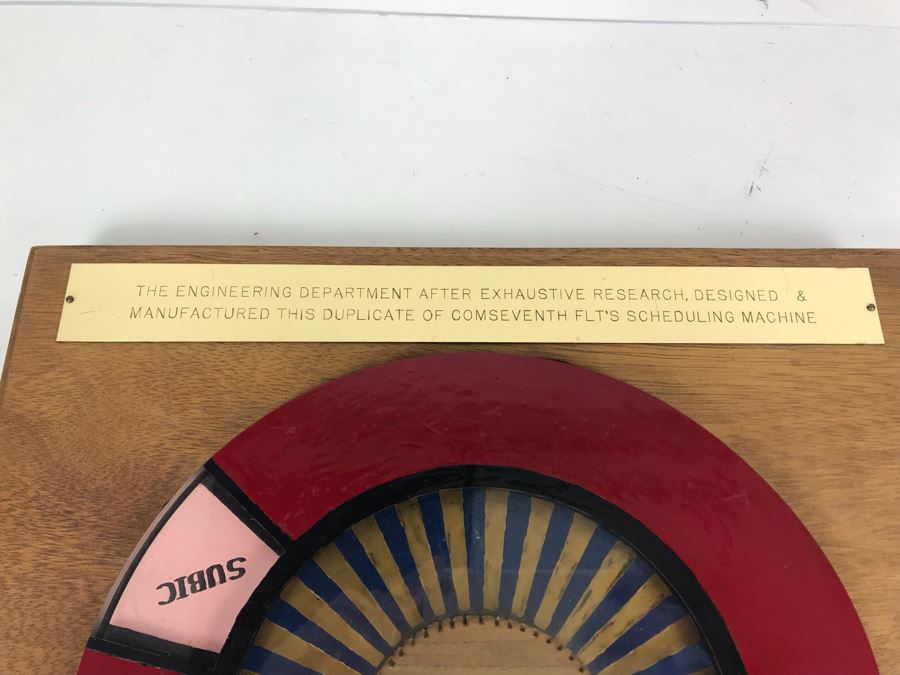 THE ENGINEERING DEPARTMENT AFTER EXHAUSTIVE RESEARCH, DESIGNED &
MANUFACTURED THIS DUPLICATE OF COMSEVENTH FLT'S SCHEDULING MACHINE
SUBIC